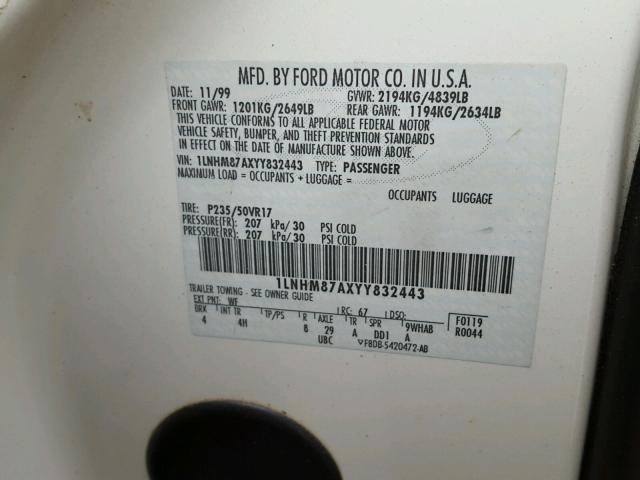 MFD. BY FORD MOTOR CO. IN U.S.A.
DATE: 11/99 GVWR: 2194KG/4839LB
FRONT GAWR: 1201KG/2649LB REAR GAWR: 1194KG/2634LB
THIS VEHICLE CONFORMS TO ALL APPLICABLE FEDERAL MOTOR
VEHICLE SAFETY, BUMPER, AND THEFT PREVENTION STANDARDS
IN EFFECT ON THE DATE OF MANUFACTURE SHOWN ABOVE.
VIN: 1LNHM87AXYY832443 TYPE: PASSENGER
MAXIMUM LOAD = OCCUPANTS + LUGGAGE =
OCCUPANTS LUGGAGE
TIRE: P235/50VR17
PRESSURE(FR): 207 kPa/30 PSI COLD
PRESSURE(RR): 207 kPa/30 PSI COLD
1LNHM87AXYY832443
TRAILER TOWING - SEE OWNER GUIDE
EXT PNT: WF RC: 67 DSO: F0119
BRK INT TR TP/PS R AXLE TR SPR 9WHAB R0044
4 4H 8 29 A DD1 A
UBC F8DB-5420472-AB